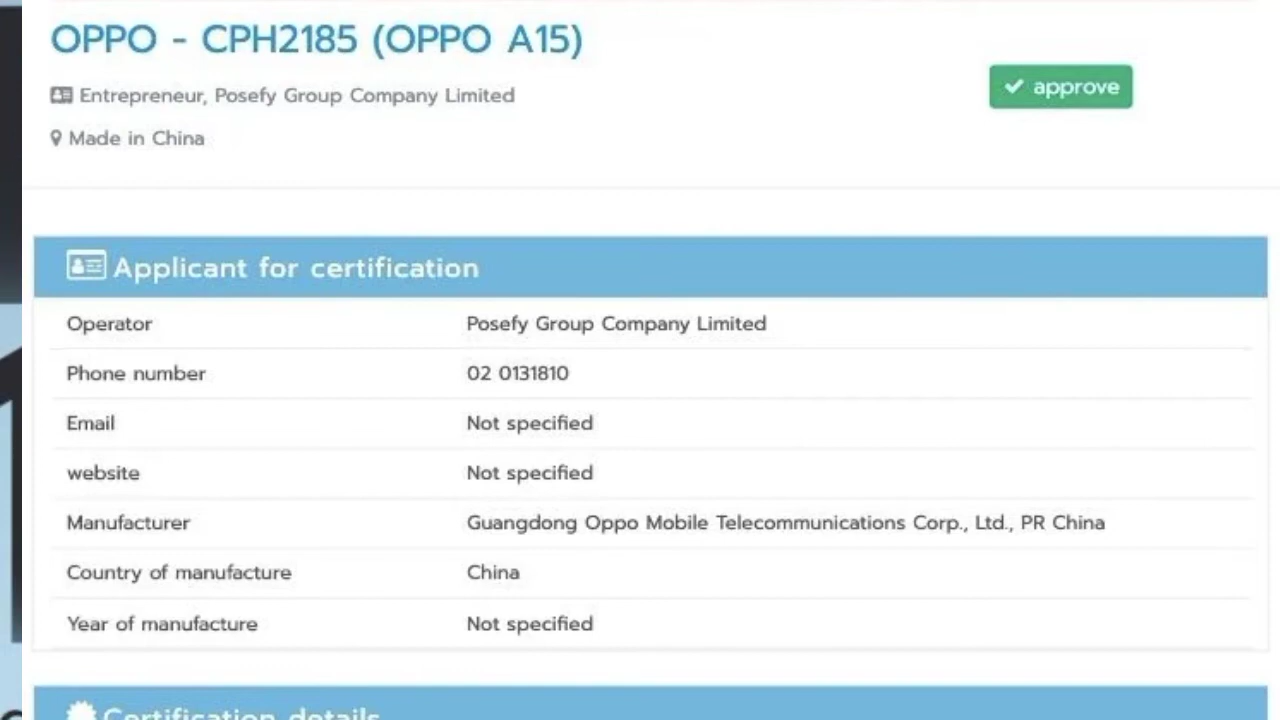 OPPO - CPH2185 (OPPO A15)
Entrepreneur, Posefy Group Company Limited
approve
Made in China
Applicant for certification
Operator Posefy Group Company Limited
Phone number 02 0131810
Email Not specified
website Not specified
Manufacturer Guangdong Oppo Mobile Telecommunications Corp., Ltd., PR China
Country of manufacture China
Year of manufacture Not specified
Certification details